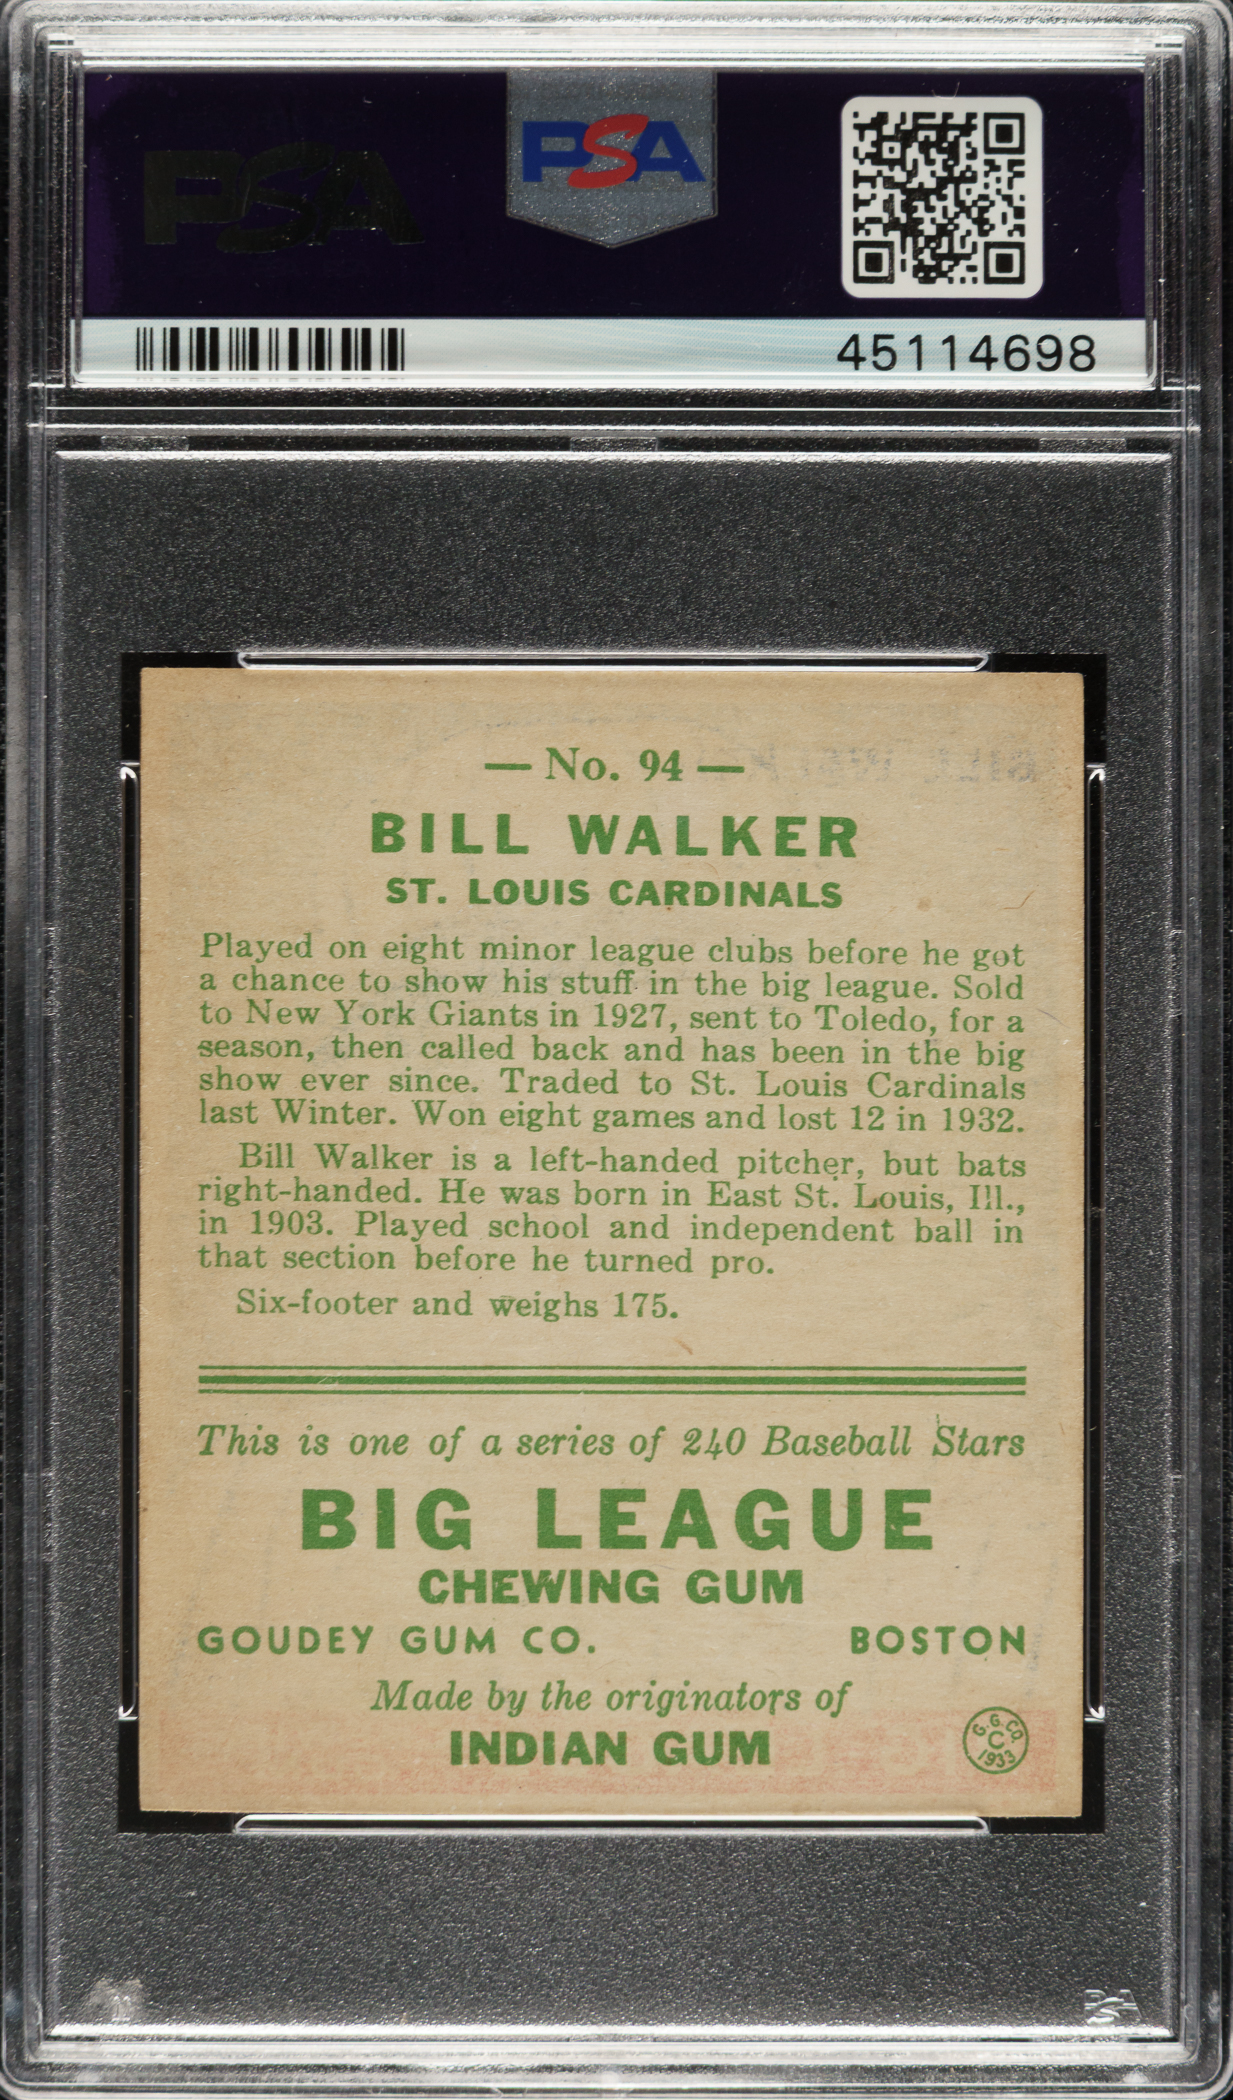 PSA
PSA
45114698
— No. 94 —
BILL WALKER
ST. LOUIS CARDINALS
Played on eight minor league clubs before he got
a chance to show his stuff in the big league. Sold
to New York Giants in 1927, sent to Toledo, for a
season, then called back and has been in the big
show ever since. Traded to St. Louis Cardinals
last Winter. Won eight games and lost 12 in 1932.
Bill Walker is a left-handed pitcher, but bats
right-handed. He was born in East St. Louis, Ill.,
in 1903. Played school and independent ball in
that section before he turned pro.
Six-footer and weighs 175.
This is one of a series of 240 Baseball Stars
BIG LEAGUE
CHEWING GUM
GOUDEY GUM CO. BOSTON
Made by the originators of
INDIAN GUM
G. G. CO.
C
1933
PSA